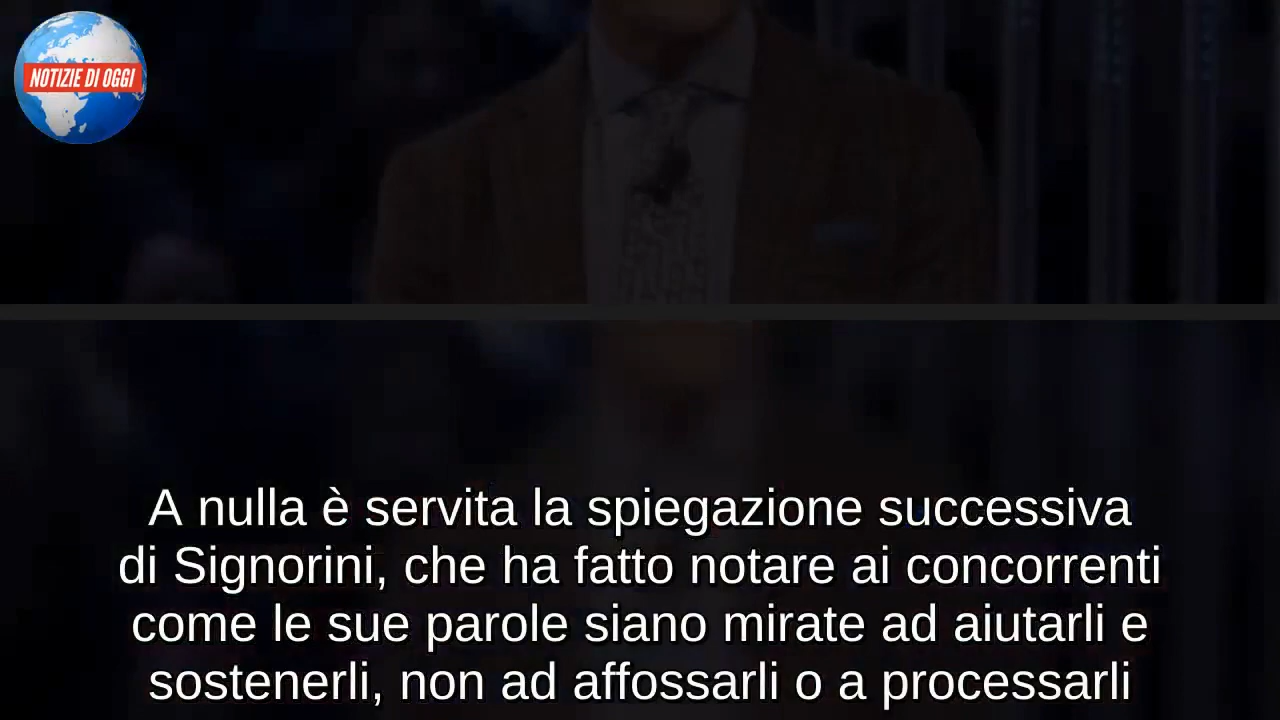 NOTIZIE DI OGGI
A nulla è servita la spiegazione successiva
di Signorini, che ha fatto notare ai concorrenti
come le sue parole siano mirate ad aiutarli e
sostenerli, non ad affossarli o a processarli